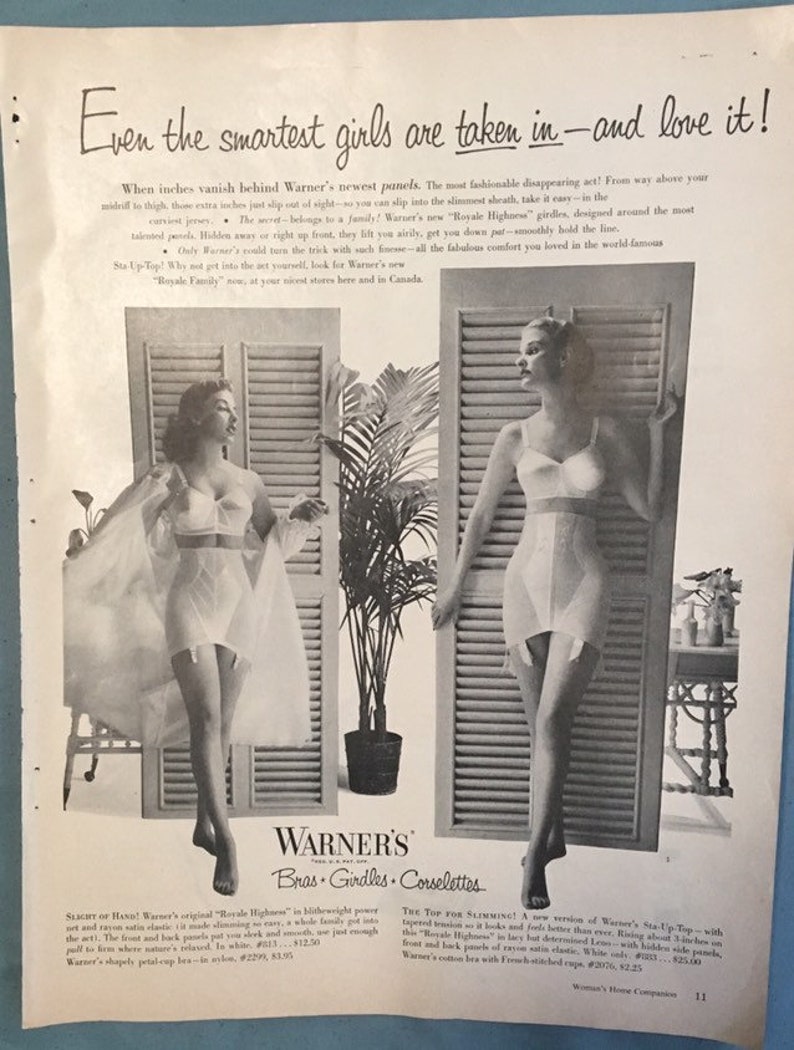 Even the smartest girls are taken in—and love it!
When inches vanish behind Warner's newest panels. The most fashionable disappearing act! From way above your
midriff to thigh, those extra inches just slip out of sight—so you can slip into the slimmest sheath, take it easy—in the
curviest jersey. • The secret—belongs to a family! Warner's new "Royale Highness" girdles, designed around the most
talented panels. Hidden away or right up front, they lift you airily, get you down pat—smoothly hold the line.
• Only Warner's could turn the trick with such finesse—all the fabulous comfort you loved in the world-famous
Sta-Up-Top! Why not get into the act yourself, look for Warner's new
"Royale Family" now, at your nicest stores here and in Canada.
WARNER'S®
*REG. U. S. PAT. OFF.
Bras ★ Girdles ★ Corselettes
SLIGHT OF HAND! Warner's original "Royale Highness" in blitheweight power
net and rayon satin elastic (it made slimming so easy, a whole family got into
the act). The front and back panels pat you sleek and smooth, use just enough
pull to firm where nature's relaxed. In white. #813 . . . $12.50
Warner's shapely petal-cup bra—in nylon, #2299, $3.95
THE TOP FOR SLIMMING! A new version of Warner's Sta-Up-Top—with
tapered tension so it looks and feels better than ever. Rising about 3-inches on
this "Royale Highness" in lacy but determined Leno—with hidden side panels,
front and back panels of rayon satin elastic. White only. #883 . . . $25.00
Warner's cotton bra with French-stitched cups, #2076, $2.25
Woman's Home Companion 11